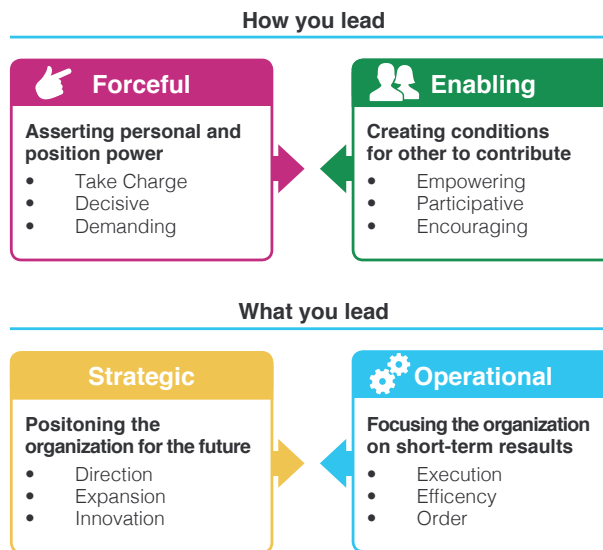 How you lead
Forceful
Asserting personal and
position power
• Take Charge
• Decisive
• Demanding
Enabling
Creating conditions
for other to contribute
• Empowering
• Participative
• Encouraging
What you lead
Strategic
Positoning the
organization for the future
• Direction
• Expansion
• Innovation
Operational
Focusing the organization
on short-term resaults
• Execution
• Efficency
• Order